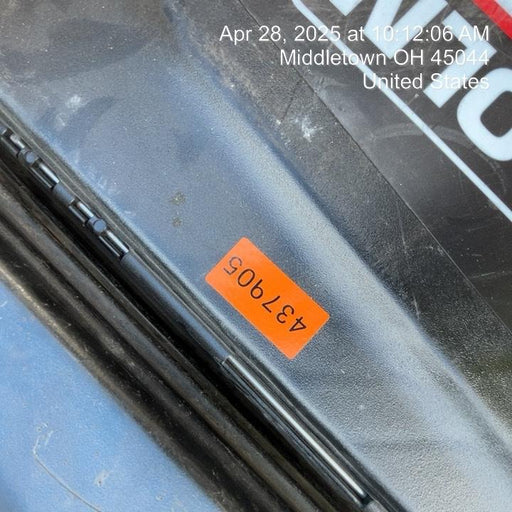 Apr 28, 2025 at 10:12:06 AM
Middletown OH 45044
United States
437905